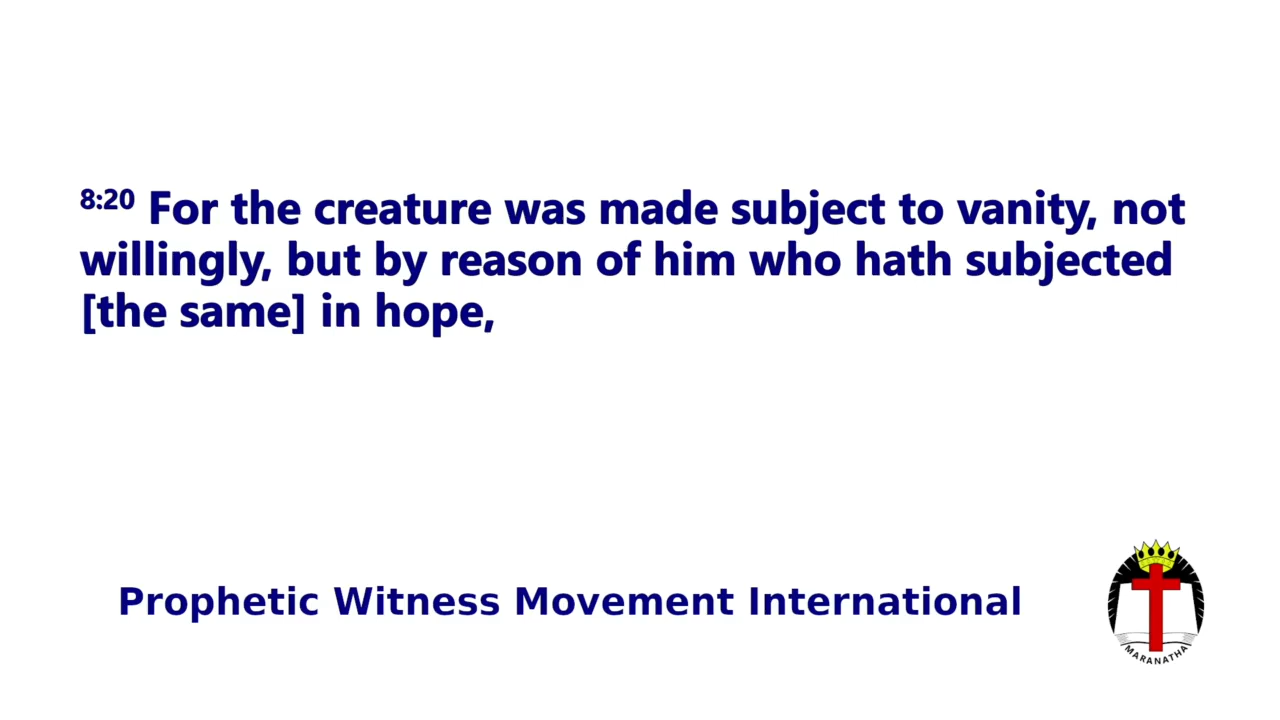 8:20 For the creature was made subject to vanity, not
willingly, but by reason of him who hath subjected
[the same] in hope,
Prophetic Witness Movement International
MARANATHA